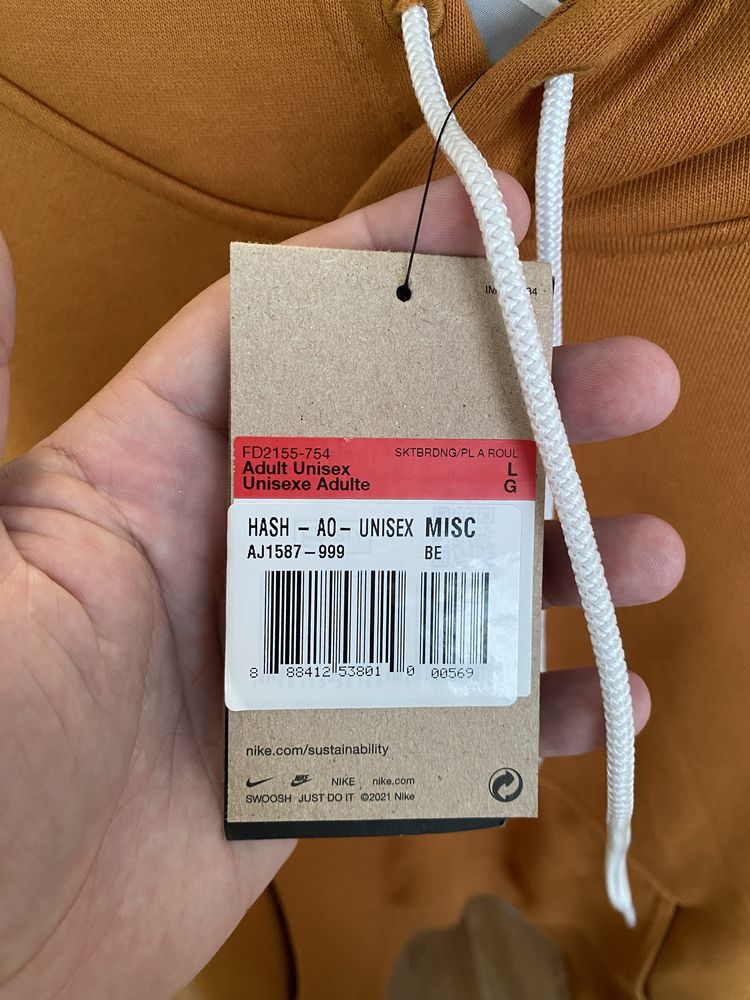 FD2155-754 SKTBRDNG/PL A ROUL
Adult Unisex L
Unisexe Adulte G
HASH - AO- UNISEX MISC
AJ1587-999 BE
8 88412 53801 0 00569
nike.com/sustainability
NIKE NIKE nike.com
SWOOSH JUST DO IT ©2021 Nike